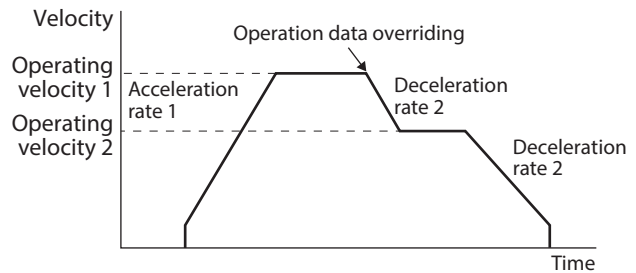 Velocity
Operation data overriding
Operating
velocity 1
Acceleration
rate 1
Deceleration
rate 2
Operating
velocity 2
Deceleration
rate 2
Time